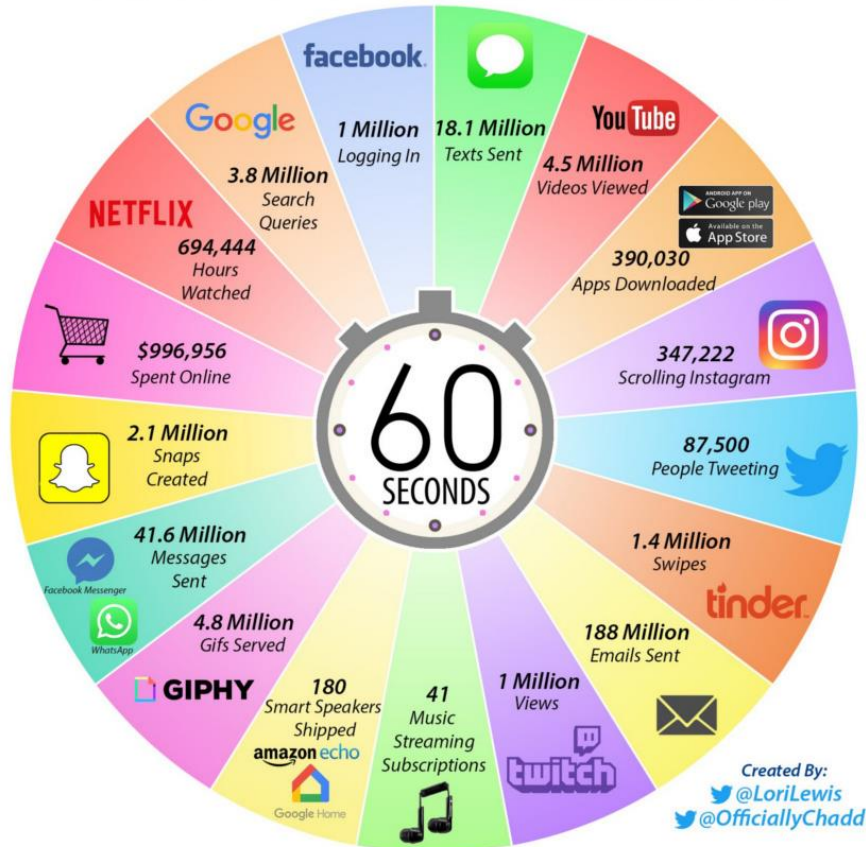 facebook.
1 Million
Logging In
18.1 Million
Texts Sent
YouTube
4.5 Million
Videos Viewed
ANDROID APP ON
Google play
Available on the
App Store
390,030
Apps Downloaded
347,222
Scrolling Instagram
87,500
People Tweeting
1.4 Million
Swipes
tinder
188 Million
Emails Sent
1 Million
Views
twitch
41
Music
Streaming
Subscriptions
180
Smart Speakers
Shipped
amazon echo
Google Home
4.8 Million
Gifs Served
GIPHY
41.6 Million
Messages
Sent
Facebook Messenger
WhatsApp
2.1 Million
Snaps
Created
$996,956
Spent Online
NETFLIX
694,444
Hours
Watched
Google
3.8 Million
Search
Queries
60
SECONDS
Created By:
@LoriLewis
@OfficiallyChadd